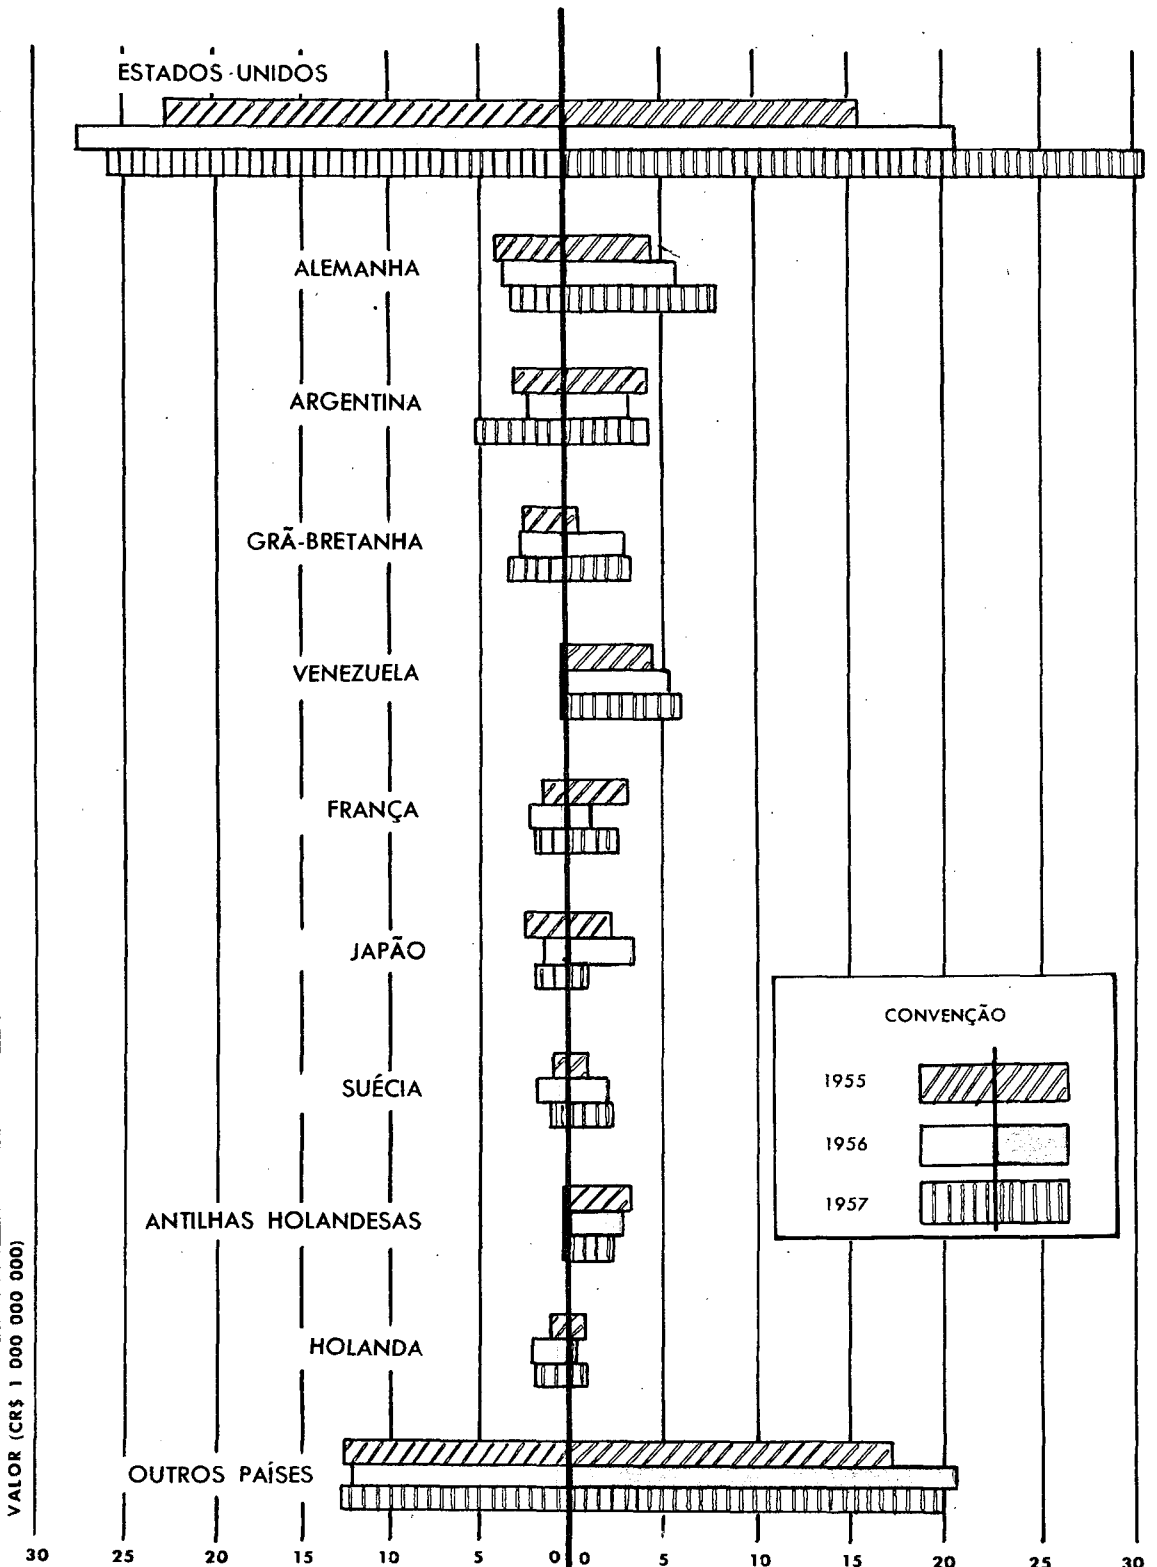 ESTADOS-UNIDOS
ALEMANHA
ARGENTINA
GRÃ-BRETANHA
VENEZUELA
FRANÇA
JAPÃO
CONVENÇÃO
1955
SUÉCIA
1956
1957
ANTILHAS HOLANDESAS
HOLANDA
OUTROS PAÍSES
VALOR (CR$ 1 000 000 000)
30 25 20 15 10 5 0 0 5 10 15 20 25 30